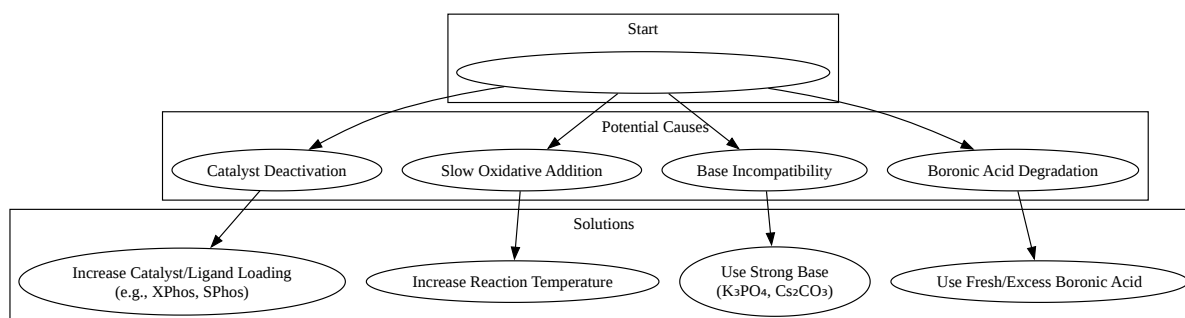 Start
Potential Causes
Catalyst Deactivation
Slow Oxidative Addition
Base Incompatibility
Boronic Acid Degradation
Solutions
Increase Catalyst/Ligand Loading
(e.g., XPhos, SPhos)
Increase Reaction Temperature
Use Strong Base
(K₃PO₄, Cs₂CO₃)
Use Fresh/Excess Boronic Acid